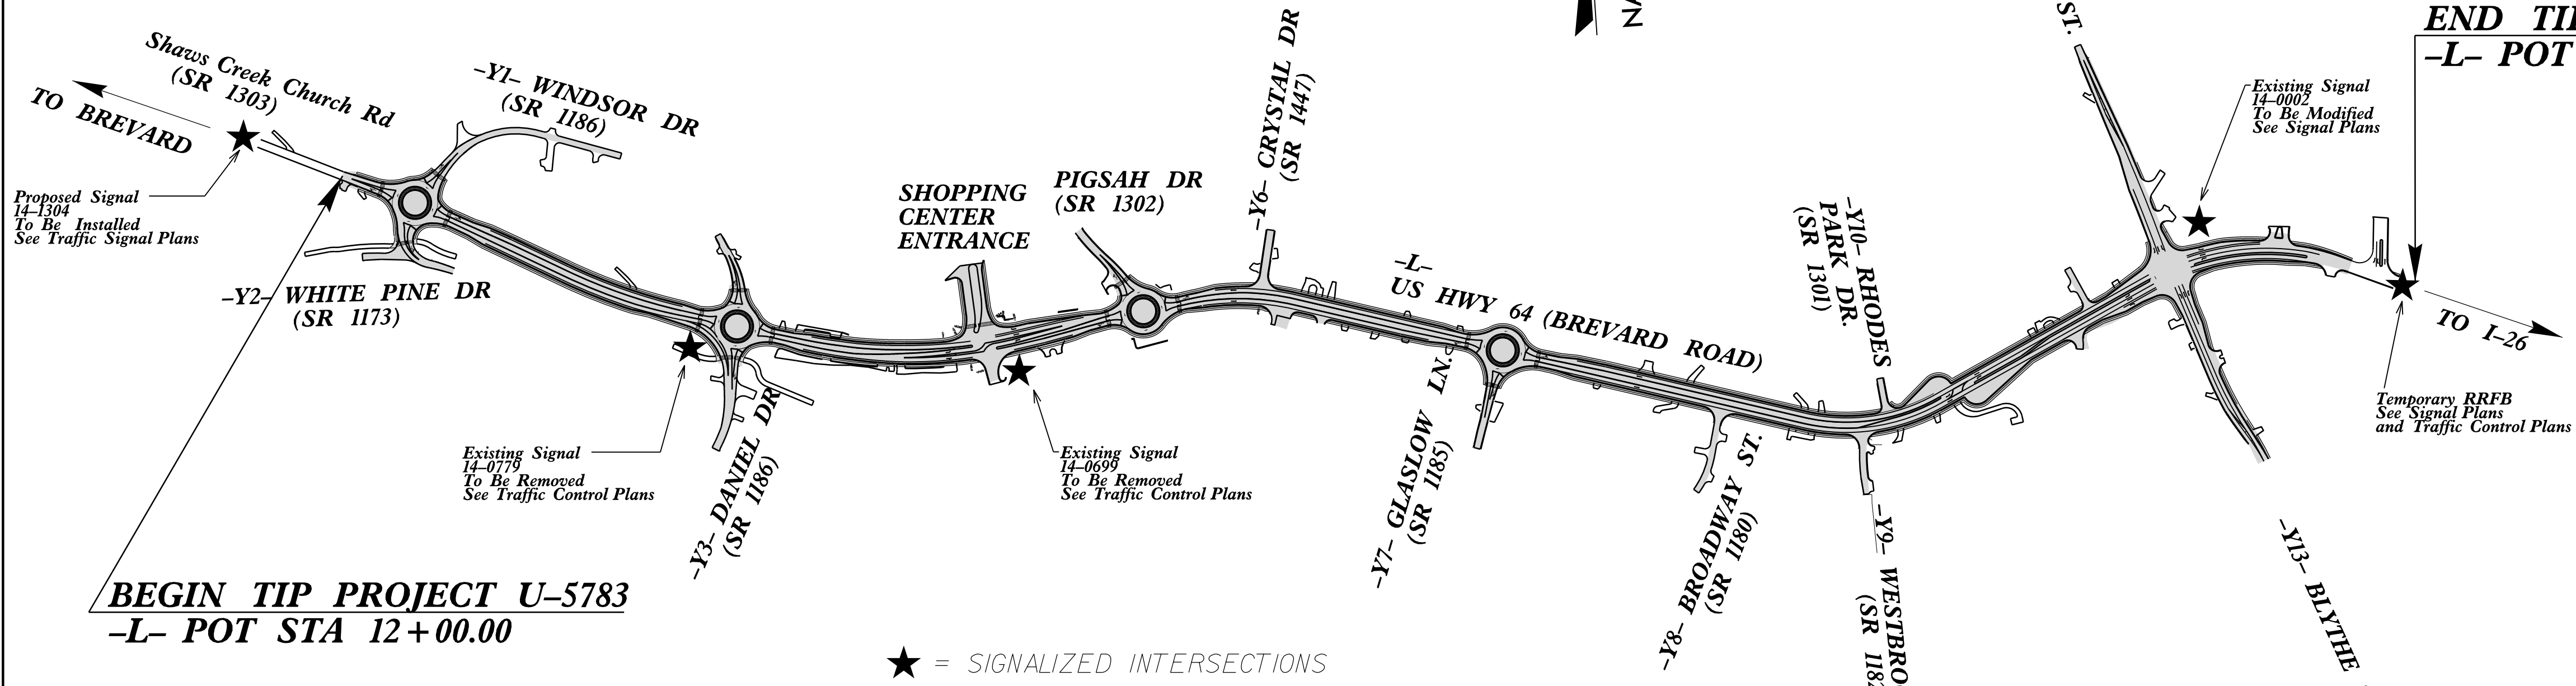 Shaws Creek Church Rd
(SR 1303)
TO BREVARD
-Y1- WINDSOR DR
(SR 1186)
Proposed Signal
14-1304
To Be Installed
See Traffic Signal Plans
-Y2- WHITE PINE DR
(SR 1173)
SHOPPING
CENTER
ENTRANCE
PIGSAH DR
(SR 1302)
-Y6- CRYSTAL DR
(SR 1447)
-L-
US HWY 64 (BREVARD ROAD)
-Y10- RHODES
PARK DR.
(SR 1301)
ST.
Existing Signal
14-0002
To Be Modified
See Signal Plans
-L- POT
TO I-26
Temporary RRFB
See Signal Plans
and Traffic Control Plans
Existing Signal
14-0779
To Be Removed
See Traffic Control Plans
-Y3- DANIEL DR
(SR 1186)
Existing Signal
14-0699
To Be Removed
See Traffic Control Plans
-Y7- GLASLOW LN.
(SR 1185)
-Y8- BROADWAY ST.
(SR 1180)
-Y9-
(SR
-Y13- BLYTHE
BEGIN TIP PROJECT U-5783
-L- POT STA 12+00.00
END
= SIGNALIZED INTERSECTIONS